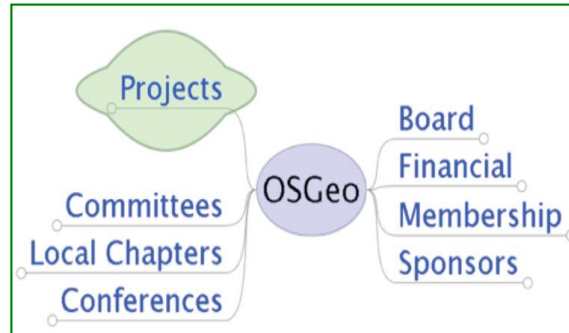 Projects
Committees
Local Chapters
Conferences
OSGeo
Board
Financial
Membership
Sponsors